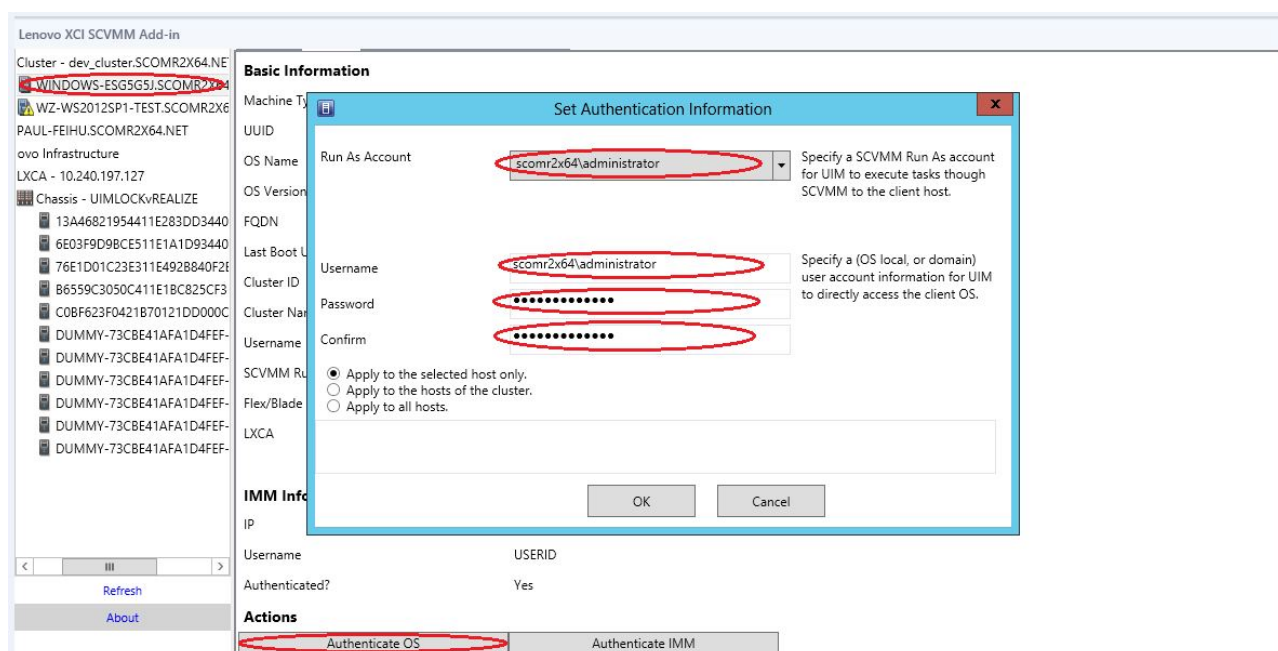 Lenovo XCI SCVMM Add-in
Cluster - dev_cluster.SCOMR2X64.NE
WINDOWS-ESG5G5J.SCOMR2X64
WZ-WS2012SP1-TEST.SCOMR2X6
PAUL-FEIHU.SCOMR2X64.NET
ovo Infrastructure
LXCA - 10.240.197.127
Chassis - UIMLOCKvREALIZE
13A46821954411E283DD3440
6E03F9D9BCE511E1A1D93440
76E1D01C23E311E492B840F2E
B6559C3050C411E1BC825CF3
C0BF623F0421B70121DD000C
DUMMY-73CBE41AFA1D4FEF-
DUMMY-73CBE41AFA1D4FEF-
DUMMY-73CBE41AFA1D4FEF-
DUMMY-73CBE41AFA1D4FEF-
DUMMY-73CBE41AFA1D4FEF-
DUMMY-73CBE41AFA1D4FEF-
Refresh
About
Basic Information
Machine Ty
UUID
OS Name
OS Version
FQDN
Last Boot U
Cluster ID
Cluster Nar
Username
SCVMM Ru
Flex/Blade
LXCA
Set Authentication Information
x
Run As Account
scomr2x64\administrator
Specify a SCVMM Run As account
for UIM to execute tasks though
SCVMM to the client host.
Username
scomr2x64\administrator
Specify a (OS local, or domain)
user account information for UIM
to directly access the client OS.
Password
•••••••••••••
Confirm
•••••••••••••
Apply to the selected host only.
Apply to the hosts of the cluster.
Apply to all hosts.
OK Cancel
IMM Info
IP
Username USERID
Authenticated? Yes
Actions
Authenticate OS Authenticate IMM